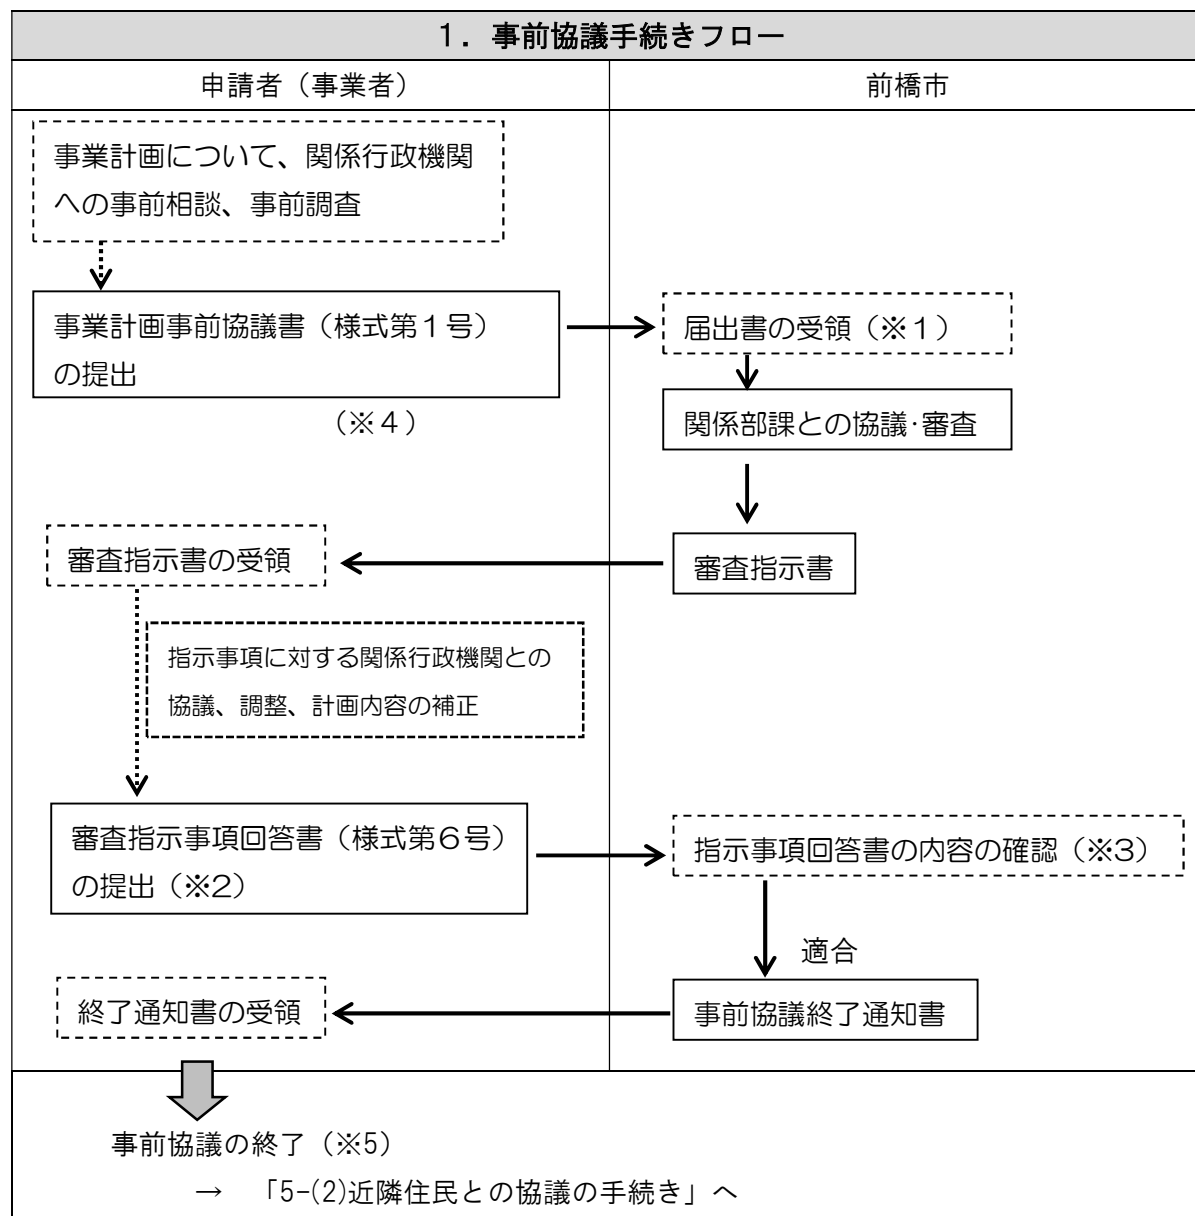 １．事前協議手続きフロー
申請者（事業者）
前橋市
事業計画について、関係行政機関
への事前相談、事前調査
事業計画事前協議書（様式第１号）
の提出
（※４）
届出書の受領（※１）
関係部課との協議・審査
審査指示書
審査指示書の受領
指示事項に対する関係行政機関との
協議、調整、計画内容の補正
審査指示事項回答書（様式第６号）
の提出（※2）
指示事項回答書の内容の確認（※3）
適合
事前協議終了通知書
終了通知書の受領
事前協議の終了（※5）
→　「5-(2)近隣住民との協議の手続き」へ